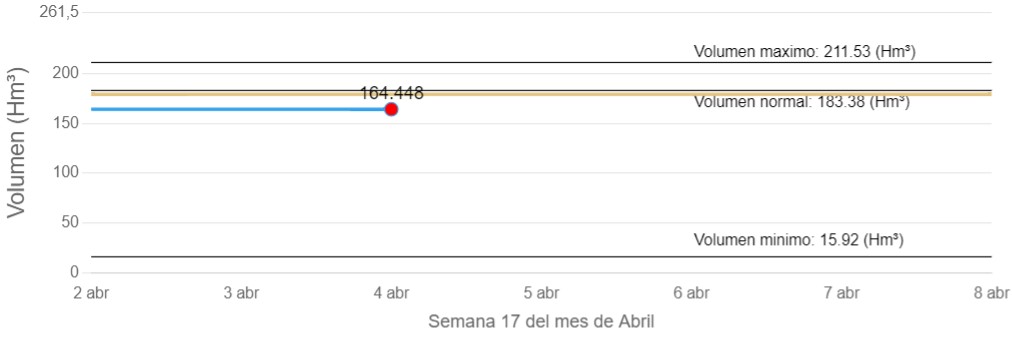 261,5
Volumen maximo: 211.53 (Hm³)
200
164.448
Volumen normal: 183.38 (Hm³)
150
Volumen (Hm³)
100
50
Volumen minimo: 15.92 (Hm³)
0
2 abr 3 abr 4 abr 5 abr 6 abr 7 abr 8 abr
Semana 17 del mes de Abril